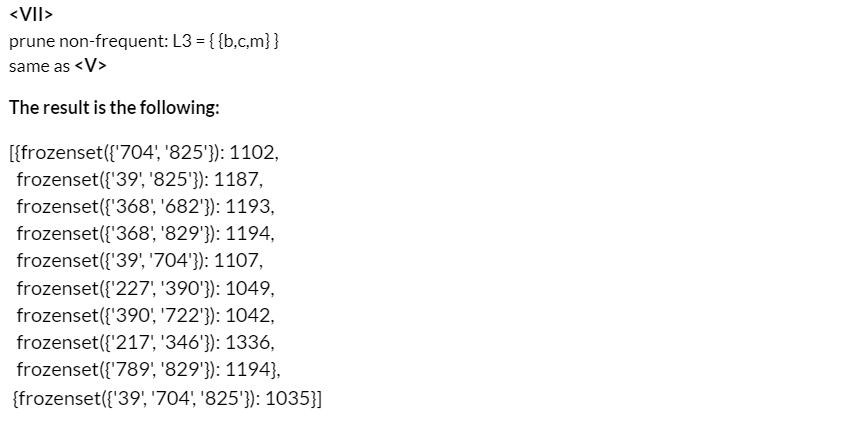 <VII>
prune non-frequent: L3 = { {b,c,m} }
same as <V>
The result is the following:
[{frozenset({'704', '825'}): 1102,
frozenset({'39', '825'}): 1187,
frozenset({'368', '682'}): 1193,
frozenset({'368', '829'}): 1194,
frozenset({'39', '704'}): 1107,
frozenset({'227', '390'}): 1049,
frozenset({'390', '722'}): 1042,
frozenset({'217', '346'}): 1336,
frozenset({'789', '829'}): 1194},
{frozenset({'39', '704', '825'}): 1035}]